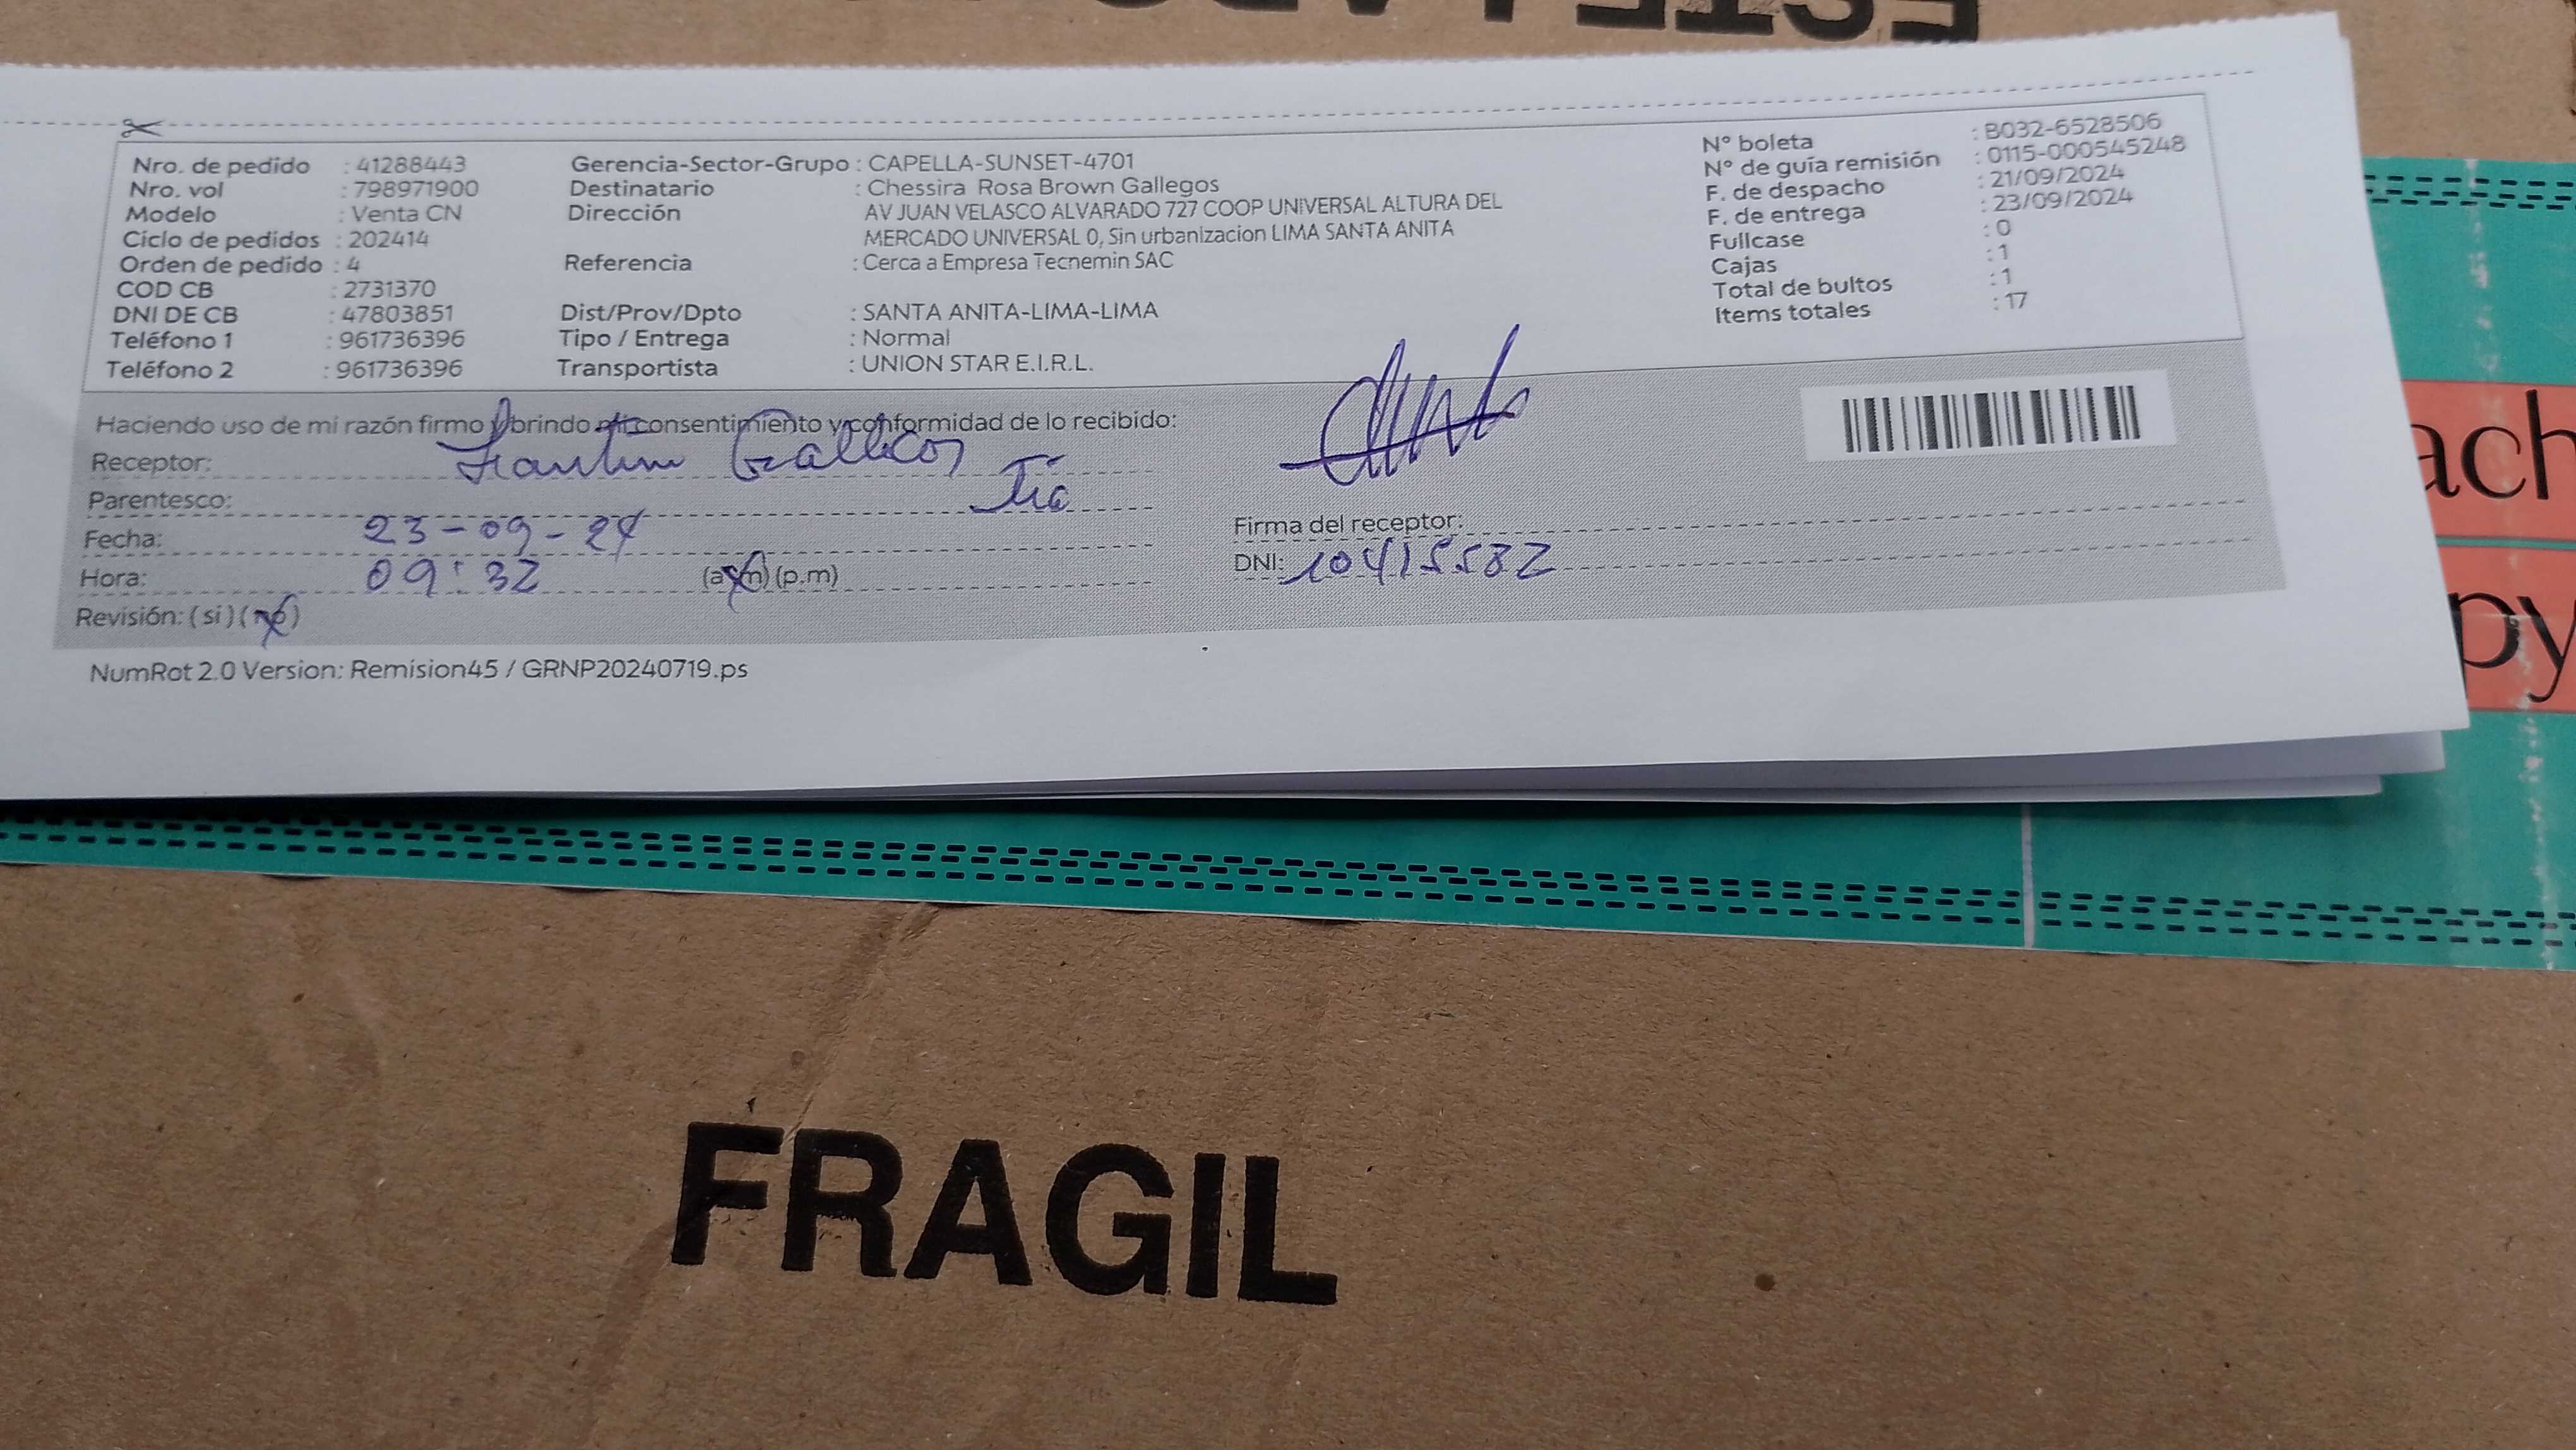 Nro. de pedido : 41288443
Nro. vol : 798971900
Modelo : Venta CN
Ciclo de pedidos : 202414
Orden de pedido : 4
COD CB : 2731370
DNI DE CB : 47803851
Teléfono 1 : 961736396
Teléfono 2 : 961736396
Gerencia-Sector-Grupo : CAPELLA-SUNSET-4701
Destinatario : Chessira Rosa Brown Gallegos
Dirección AV JUAN VELASCO ALVARADO 727 COOP UNIVERSAL ALTURA DEL
MERCADO UNIVERSAL 0, Sin urbanizacion LIMA SANTA ANITA
Referencia : Cerca a Empresa Tecnemin SAC
Dist/Prov/Dpto : SANTA ANITA-LIMA-LIMA
Tipo / Entrega : Normal
Transportista : UNION STAR E.I.R.L.
N° boleta : B032-6528506
N° de guía remisión : 0115-000545248
F. de despacho : 21/09/2024
F. de entrega : 23/09/2024
Fullcase : 0
Cajas : 1
Total de bultos : 1
Items totales : 17
Haciendo uso de mi razón firmo y brindo mi consentimiento y conformidad de lo recibido:
Receptor: Gallegos
Parentesco: Tía
Fecha: 23-09-24
Hora: 09:32 (a.m) (p.m)
Revisión: (si) (no)
Firma del receptor:
DNI: 10415582
NumRot 2.0 Version: Remision45 / GRNP20240719.ps
ach
py
FRAGIL